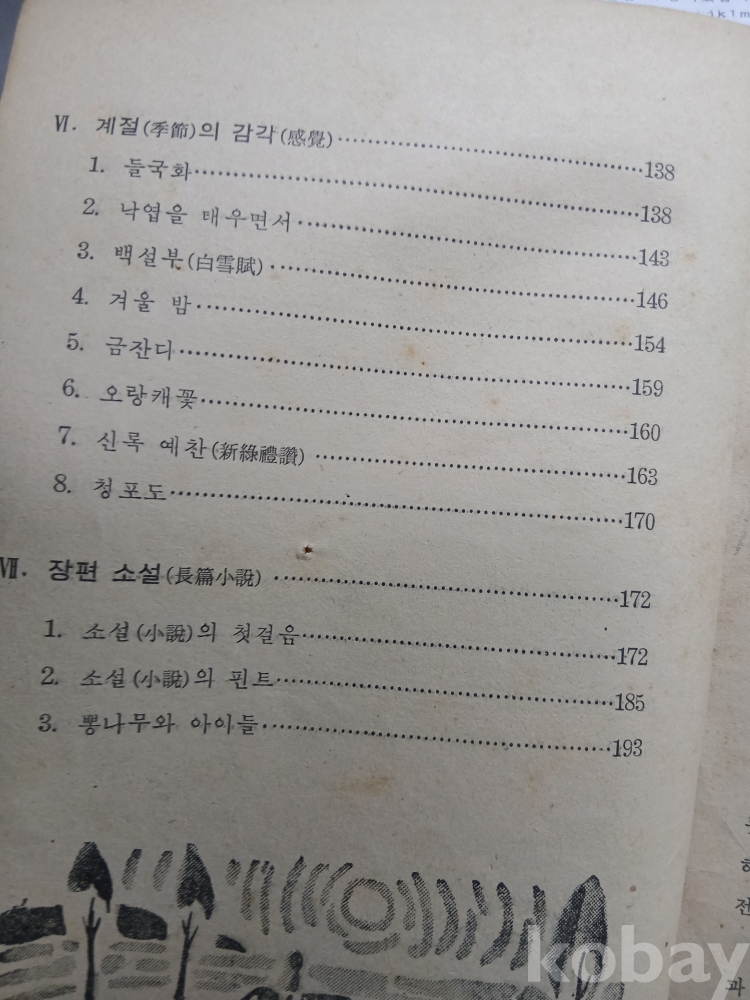 Ⅵ. 계절(季節)의 감각(感覺)······138
1. 들국화······138
2. 낙엽을 태우면서······143
3. 백설부(白雪賦)······146
4. 겨울 밤······154
5. 금잔디······159
6. 오랑캐꽃······160
7. 신록 예찬(新綠禮讚)······163
8. 청포도······170
Ⅶ. 장편 소설(長篇小說)······172
1. 소설(小說)의 첫걸음······172
2. 소설(小說)의 핀트······185
3. 뽕나무와 아이들······193
전
과
kobay